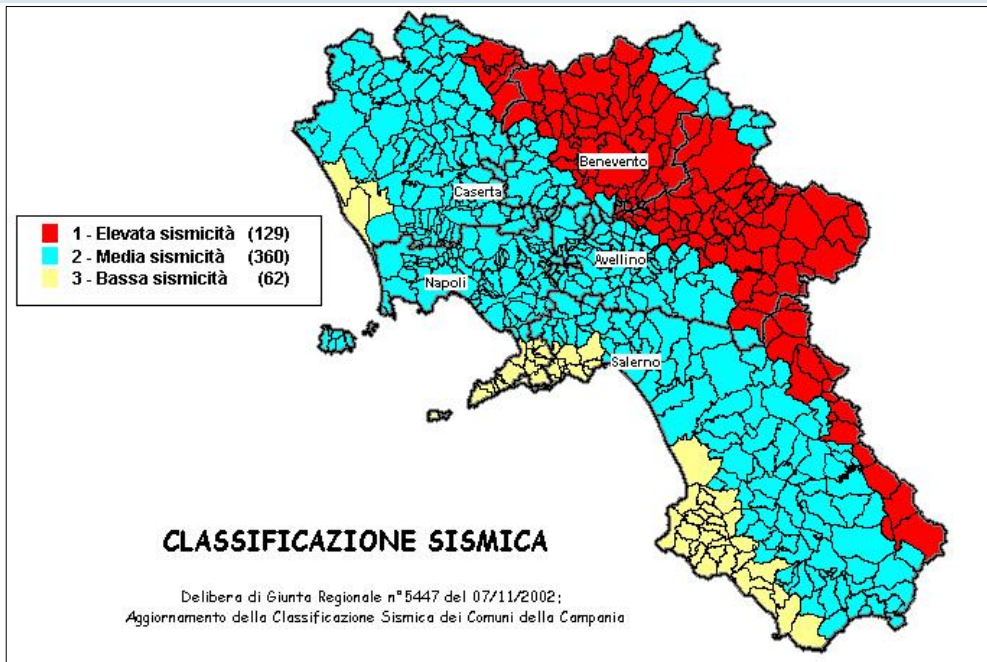 Benevento
Caserta
1 - Elevata sismicità (129)
2 - Media sismicità (360)
3 - Bassa sismicità (62)
Avellino
Napoli
Salerno
CLASSIFICAZIONE SISMICA
Delibera di Giunta Regionale n°5447 del 07/11/2002;
Aggiornamento della Classificazione Sismica dei Comuni della Campania